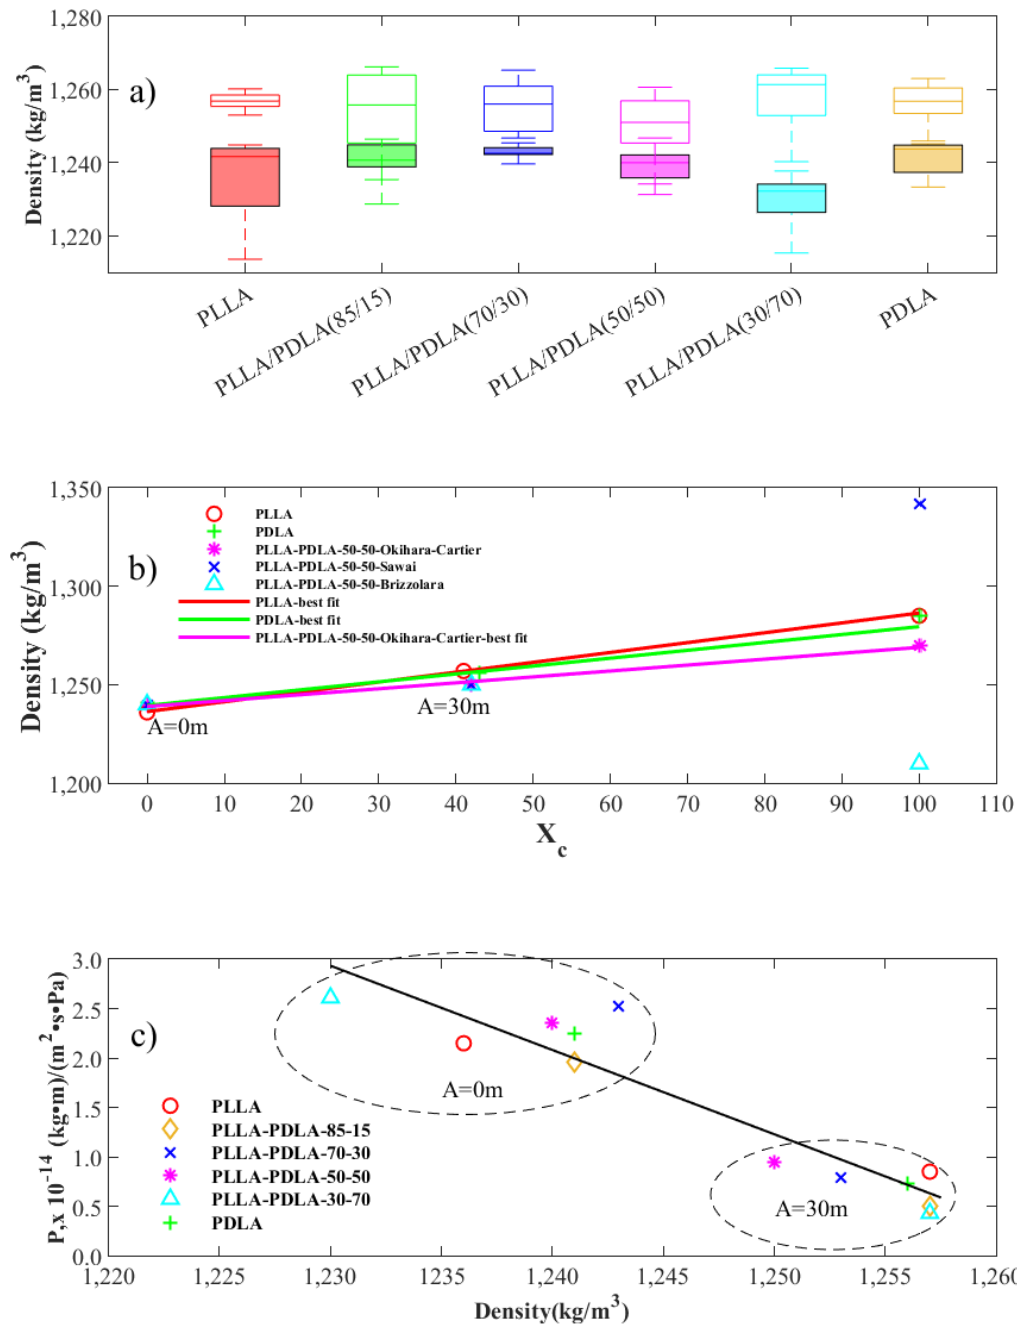 1,280
1,260
1,240
1,220
Density (kg/m³)
a)
PLLA
PLLA/PDLA(85/15)
PLLA/PDLA(70/30)
PLLA/PDLA(50/50)
PLLA/PDLA(30/70)
PDLA
1,350
1,300
1,250
1,200
Density (kg/m³)
b)
PLLA
PDLA
PLLA-PDLA-50-50-Okihara-Cartier
PLLA-PDLA-50-50-Sawai
PLLA-PDLA-50-50-Brizzolara
PLLA-best fit
PDLA-best fit
PLLA-PDLA-50-50-Okihara-Cartier-best fit
A=0m
A=30m
0 10 20 30 40 50 60 70 80 90 100 110
X_c
3.0
2.5
2.0
1.5
1.0
0.5
0.0
P,x 10⁻¹⁴ (kg•m)/(m²•s•Pa)
c)
A=0m
PLLA
PLLA-PDLA-85-15
PLLA-PDLA-70-30
PLLA-PDLA-50-50
PLLA-PDLA-30-70
PDLA
A=30m
1,220 1,225 1,230 1,235 1,240 1,245 1,250 1,255 1,260
Density(kg/m³)